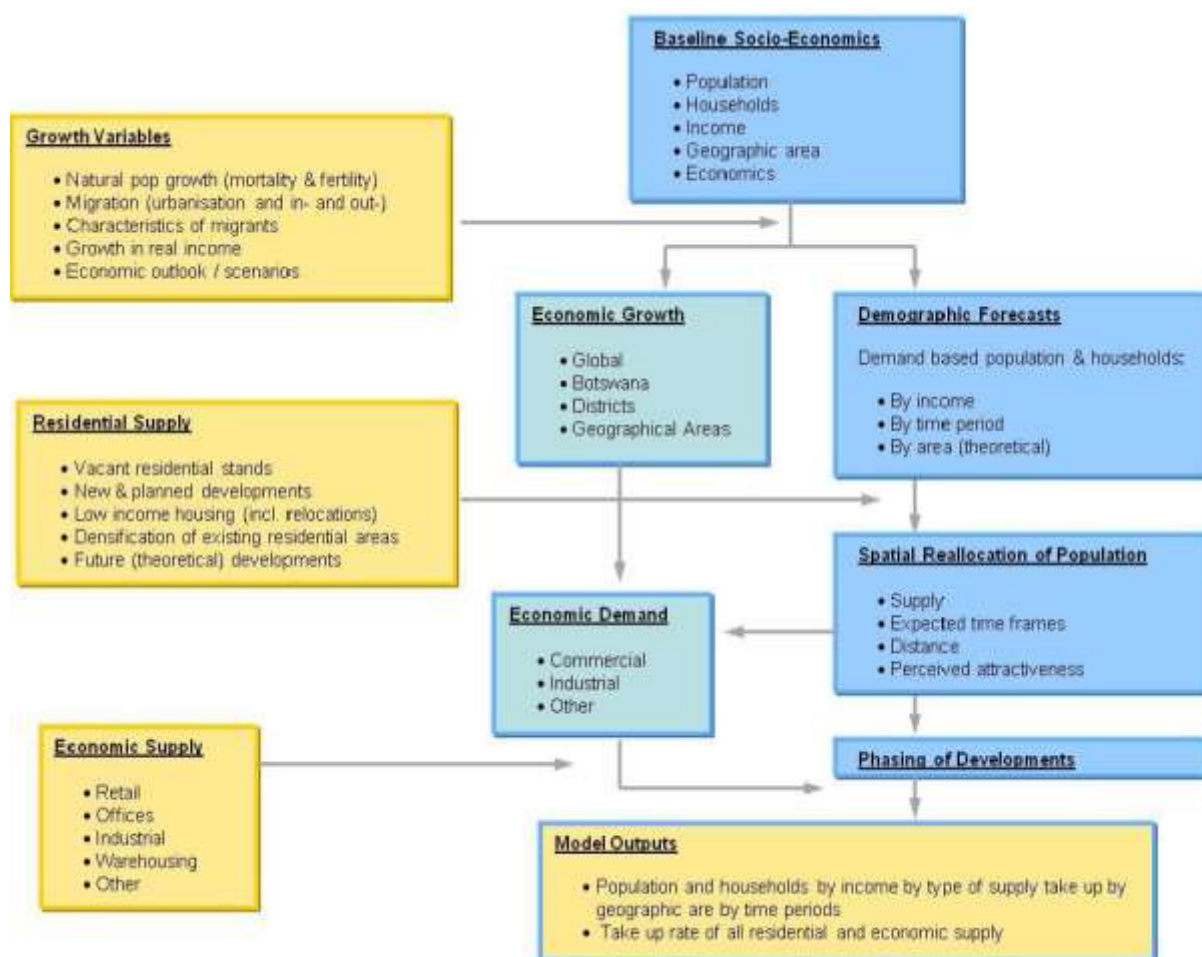 Baseline Socio-Economics
• Population
• Households
• Income
• Geographic area
• Economics
Growth Variables
• Natural pop growth (mortality & fertility)
• Migration (urbanisation and in- and out-)
• Characteristics of migrants
• Growth in real income
• Economic outlook / scenarios
Economic Growth
• Global
• Botswana
• Districts
• Geographical Areas
Demographic Forecasts
Demand based population & households:
• By income
• By time period
• By area (theoretical)
Residential Supply
• Vacant residential stands
• New & planned developments
• Low income housing (incl. relocations)
• Densification of existing residential areas
• Future (theoretical) developments
Spatial Reallocation of Population
• Supply
• Expected time frames
• Distance
• Perceived attractiveness
Economic Demand
• Commercial
• Industrial
• Other
Economic Supply
• Retail
• Offices
• Industrial
• Warehousing
• Other
Phasing of Developments
Model Outputs
• Population and households by income by type of supply take up by
geographic are by time periods
• Take up rate of all residential and economic supply